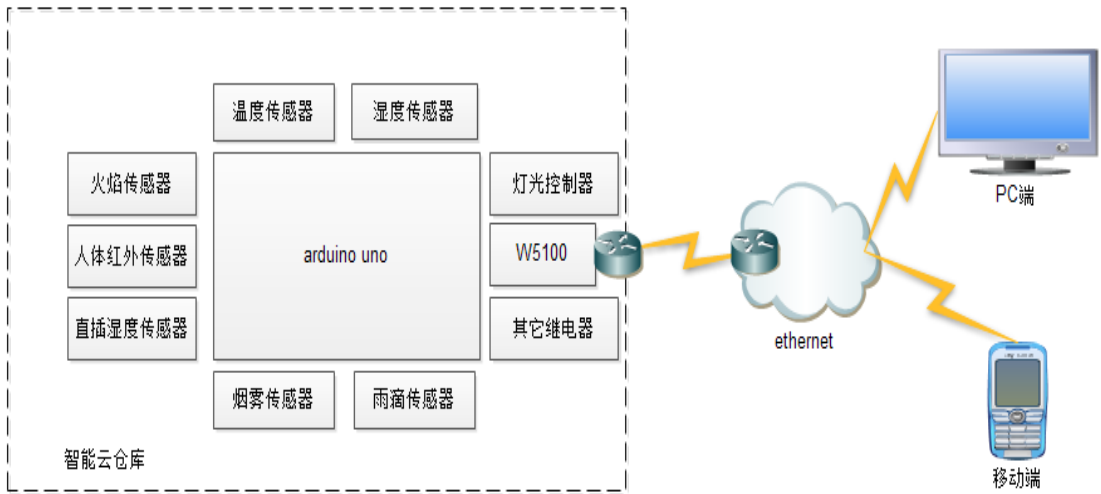 温度传感器
湿度传感器
火焰传感器
灯光控制器
人体红外传感器
arduino uno
W5100
直插湿度传感器
其它继电器
烟雾传感器
雨滴传感器
智能云仓库
ethernet
PC端
移动端